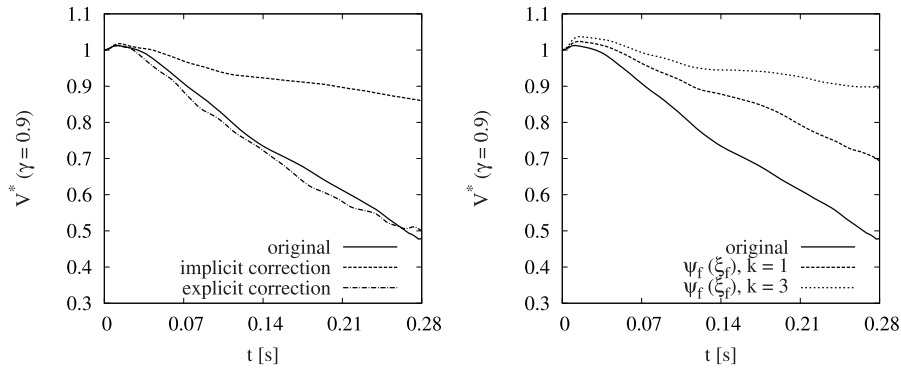 1.1
1
0.9
0.8
0.7
0.6
0.5
0.4
0.3
V* (γ = 0.9)
original
implicit correction
explicit correction
0
0.07
0.14
0.21
0.28
t [s]
1.1
1
0.9
0.8
0.7
0.6
0.5
0.4
0.3
V* (γ = 0.9)
original
ψf (ξf), k = 1
ψf (ξf), k = 3
0
0.07
0.14
0.21
0.28
t [s]